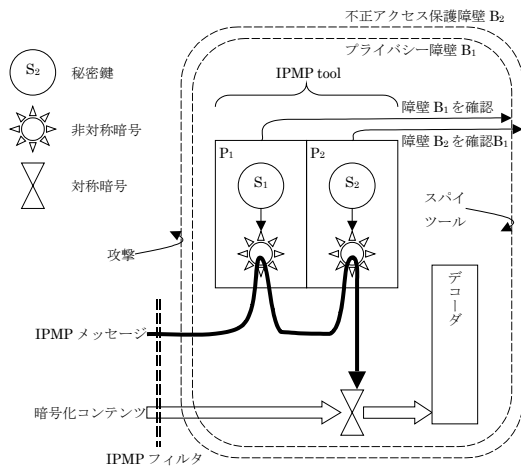 不正アクセス保護障壁 B2
プライバシー障壁 B1
IPMP tool
S2
秘密鍵
障壁 B1 を確認
非対称暗号
障壁 B2 を確認B1
P1
P2
S1
S2
対称暗号
スパイ
ツール
攻撃
デコーダ
IPMP メッセージ
暗号化コンテンツ
IPMP フィルタ